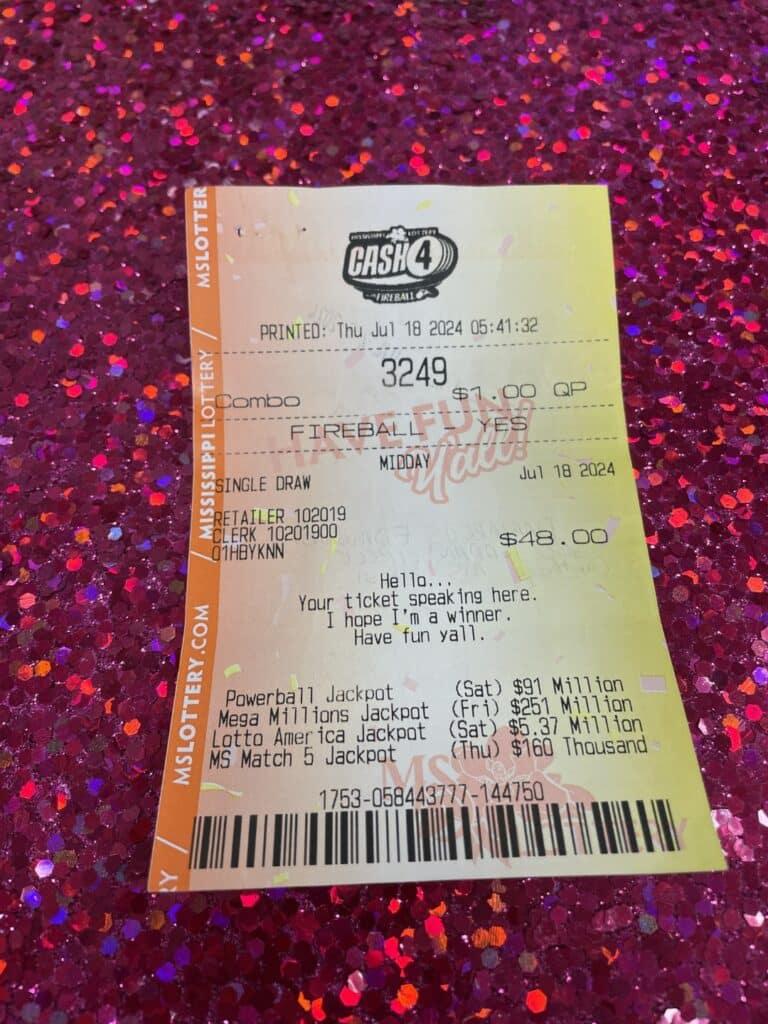 MISSISSIPPI LOTTERY
CASH 4
FIREBALL
PRINTED: Thu Jul 18 2024 05:41:32
3249
Combo $1.00 QP
FIREBALL - YES
HAVE FUN,
Y'all!
MIDDAY
SINGLE DRAW Jul 18 2024
RETAILER 102019
CLERK 10201900
01HBYKNN $48.00
Hello...
Your ticket speaking here.
I hope I'm a winner.
Have fun yall.
Powerball Jackpot (Sat) $91 Million
Mega Millions Jackpot (Fri) $251 Million
Lotto America Jackpot (Sat) $5.37 Million
MS Match 5 Jackpot (Thu) $160 Thousand
1753-058443777-144750
MSLOTTER
MISSISSIPPI LOTTERY
MSLOTTERY.COM
RY